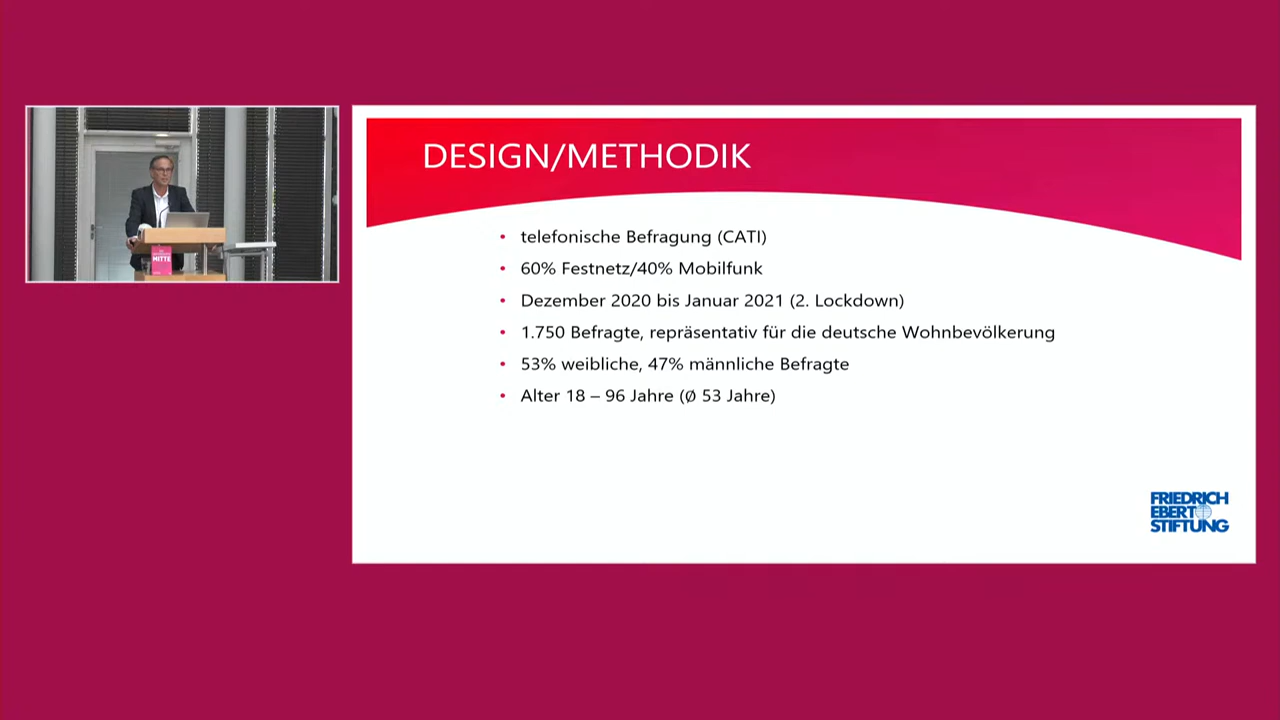 DESIGN/METHODIK
• telefonische Befragung (CATI)
• 60% Festnetz/40% Mobilfunk
• Dezember 2020 bis Januar 2021 (2. Lockdown)
• 1.750 Befragte, repräsentativ für die deutsche Wohnbevölkerung
• 53% weibliche, 47% männliche Befragte
• Alter 18 – 96 Jahre (Ø 53 Jahre)
MITTE
FRIEDRICH
EBERT
STIFTUNG